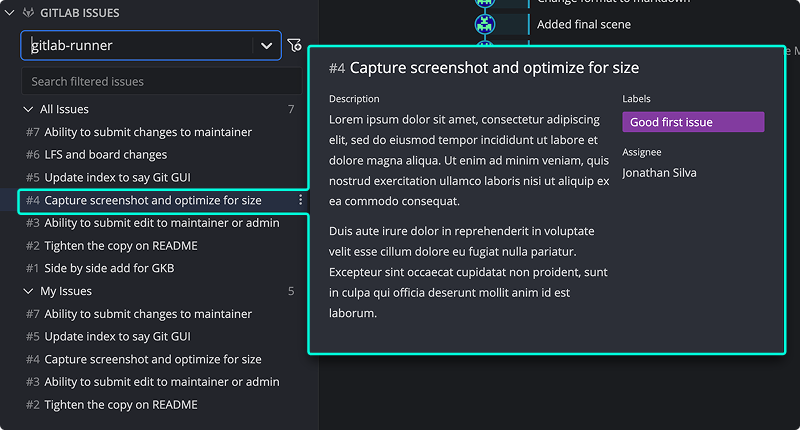 GITLAB ISSUES
gitlab-runner
Search filtered issues
All Issues 7
#7 Ability to submit changes to maintainer
#6 LFS and board changes
#5 Update index to say Git GUI
#4 Capture screenshot and optimize for size
#3 Ability to submit edit to maintainer or admin
#2 Tighten the copy on README
#1 Side by side add for GKB
My Issues 5
#7 Ability to submit changes to maintainer
#5 Update index to say Git GUI
#4 Capture screenshot and optimize for size
#3 Ability to submit edit to maintainer or admin
#2 Tighten the copy on README
Change format to markdown
Added final scene
#4 Capture screenshot and optimize for size
Description
Lorem ipsum dolor sit amet, consectetur adipiscing
elit, sed do eiusmod tempor incididunt ut labore et
dolore magna aliqua. Ut enim ad minim veniam, quis
nostrud exercitation ullamco laboris nisi ut aliquip ex
ea commodo consequat.
Duis aute irure dolor in reprehenderit in voluptate
velit esse cillum dolore eu fugiat nulla pariatur.
Excepteur sint occaecat cupidatat non proident, sunt
in culpa qui officia deserunt mollit anim id est
laborum.
Labels
Good first issue
Assignee
Jonathan Silva